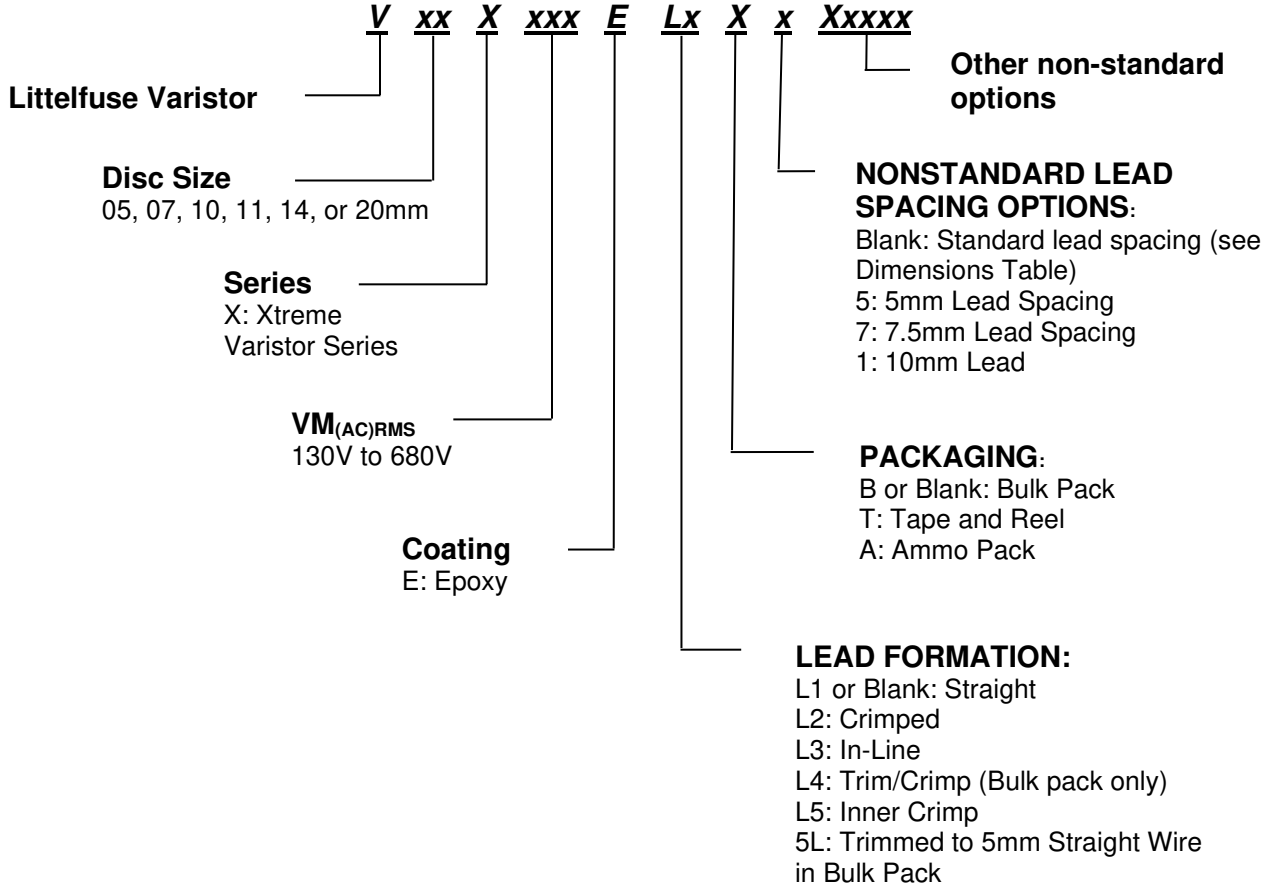 V xx X xxx E Lx X x Xxxxx
Other non-standard
options
Littelfuse Varistor
Disc Size
05, 07, 10, 11, 14, or 20mm
NONSTANDARD LEAD
SPACING OPTIONS:
Blank: Standard lead spacing (see
Dimensions Table)
5: 5mm Lead Spacing
7: 7.5mm Lead Spacing
1: 10mm Lead
Series
X: Xtreme
Varistor Series
VM(AC)RMS
130V to 680V
PACKAGING:
B or Blank: Bulk Pack
T: Tape and Reel
A: Ammo Pack
Coating
E: Epoxy
LEAD FORMATION:
L1 or Blank: Straight
L2: Crimped
L3: In-Line
L4: Trim/Crimp (Bulk pack only)
L5: Inner Crimp
5L: Trimmed to 5mm Straight Wire
in Bulk Pack